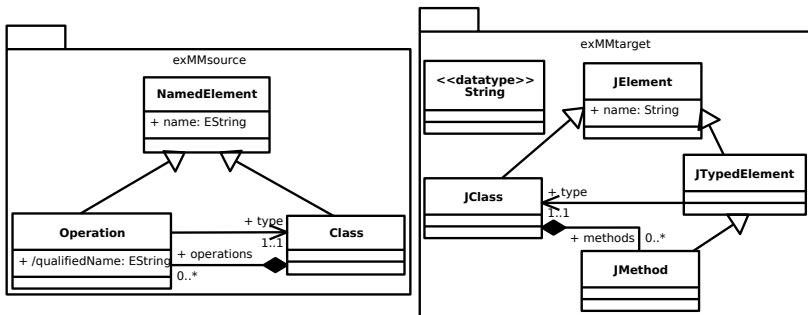 exMMsource
NamedElement
+ name: EString
Operation
+ /qualifiedName: EString
+ type
1..1
+ operations
0..*
Class
exMMtarget
<<datatype>>
String
JElement
+ name: String
JTypedElement
JClass
+ type
1..1
+ methods
0..*
JMethod